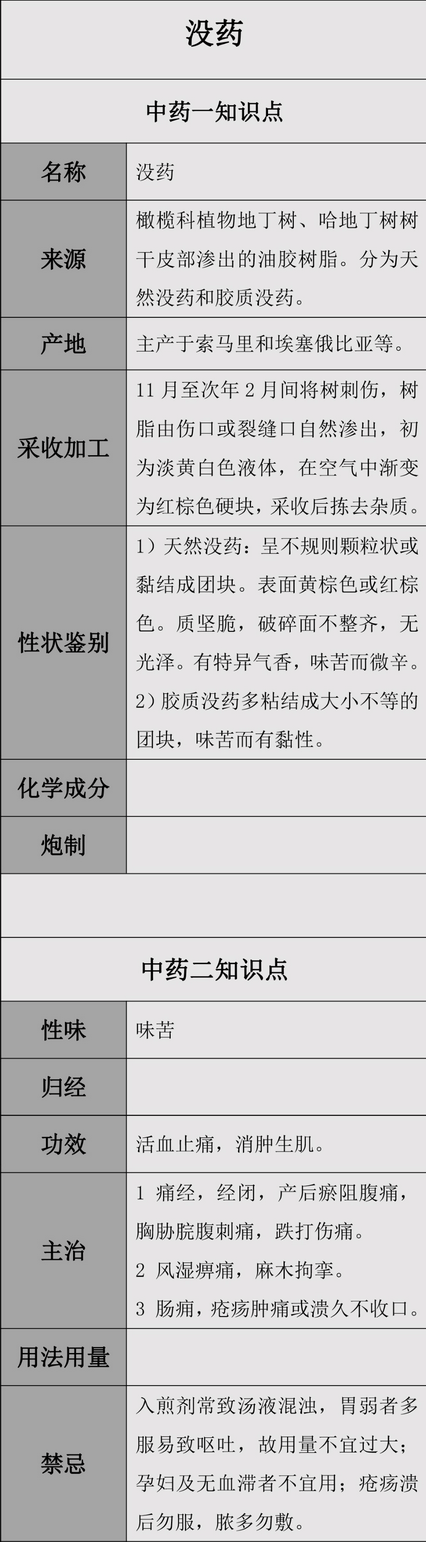 没药
中药一知识点
名称
没药
来源
橄榄科植物地丁树、哈地丁树树
干皮部渗出的油胶树脂。分为天
然没药和胶质没药。
产地
主产于索马里和埃塞俄比亚等。
采收加工
11 月至次年 2 月间将树刺伤，树
脂由伤口或裂缝口自然渗出，初
为淡黄白色液体，在空气中渐变
为红棕色硬块，采收后拣去杂质。
性状鉴别
1）天然没药：呈不规则颗粒状或
黏结成团块。表面黄棕色或红棕
色。质坚脆，破碎面不整齐，无
光泽。有特异气香，味苦而微辛。
2）胶质没药多粘结成大小不等的
团块，味苦而有黏性。
化学成分
炮制
中药二知识点
性味
味苦
归经
功效
活血止痛，消肿生肌。
主治
1 痛经，经闭，产后瘀阻腹痛，
胸胁脘腹刺痛，跌打伤痛。
2 风湿痹痛，麻木拘挛。
3 肠痈，疮疡肿痛或溃久不收口。
用法用量
禁忌
入煎剂常致汤液混浊，胃弱者多
服易致呕吐，故用量不宜过大；
孕妇及无血滞者不宜用；疮疡溃
后勿服，脓多勿敷。